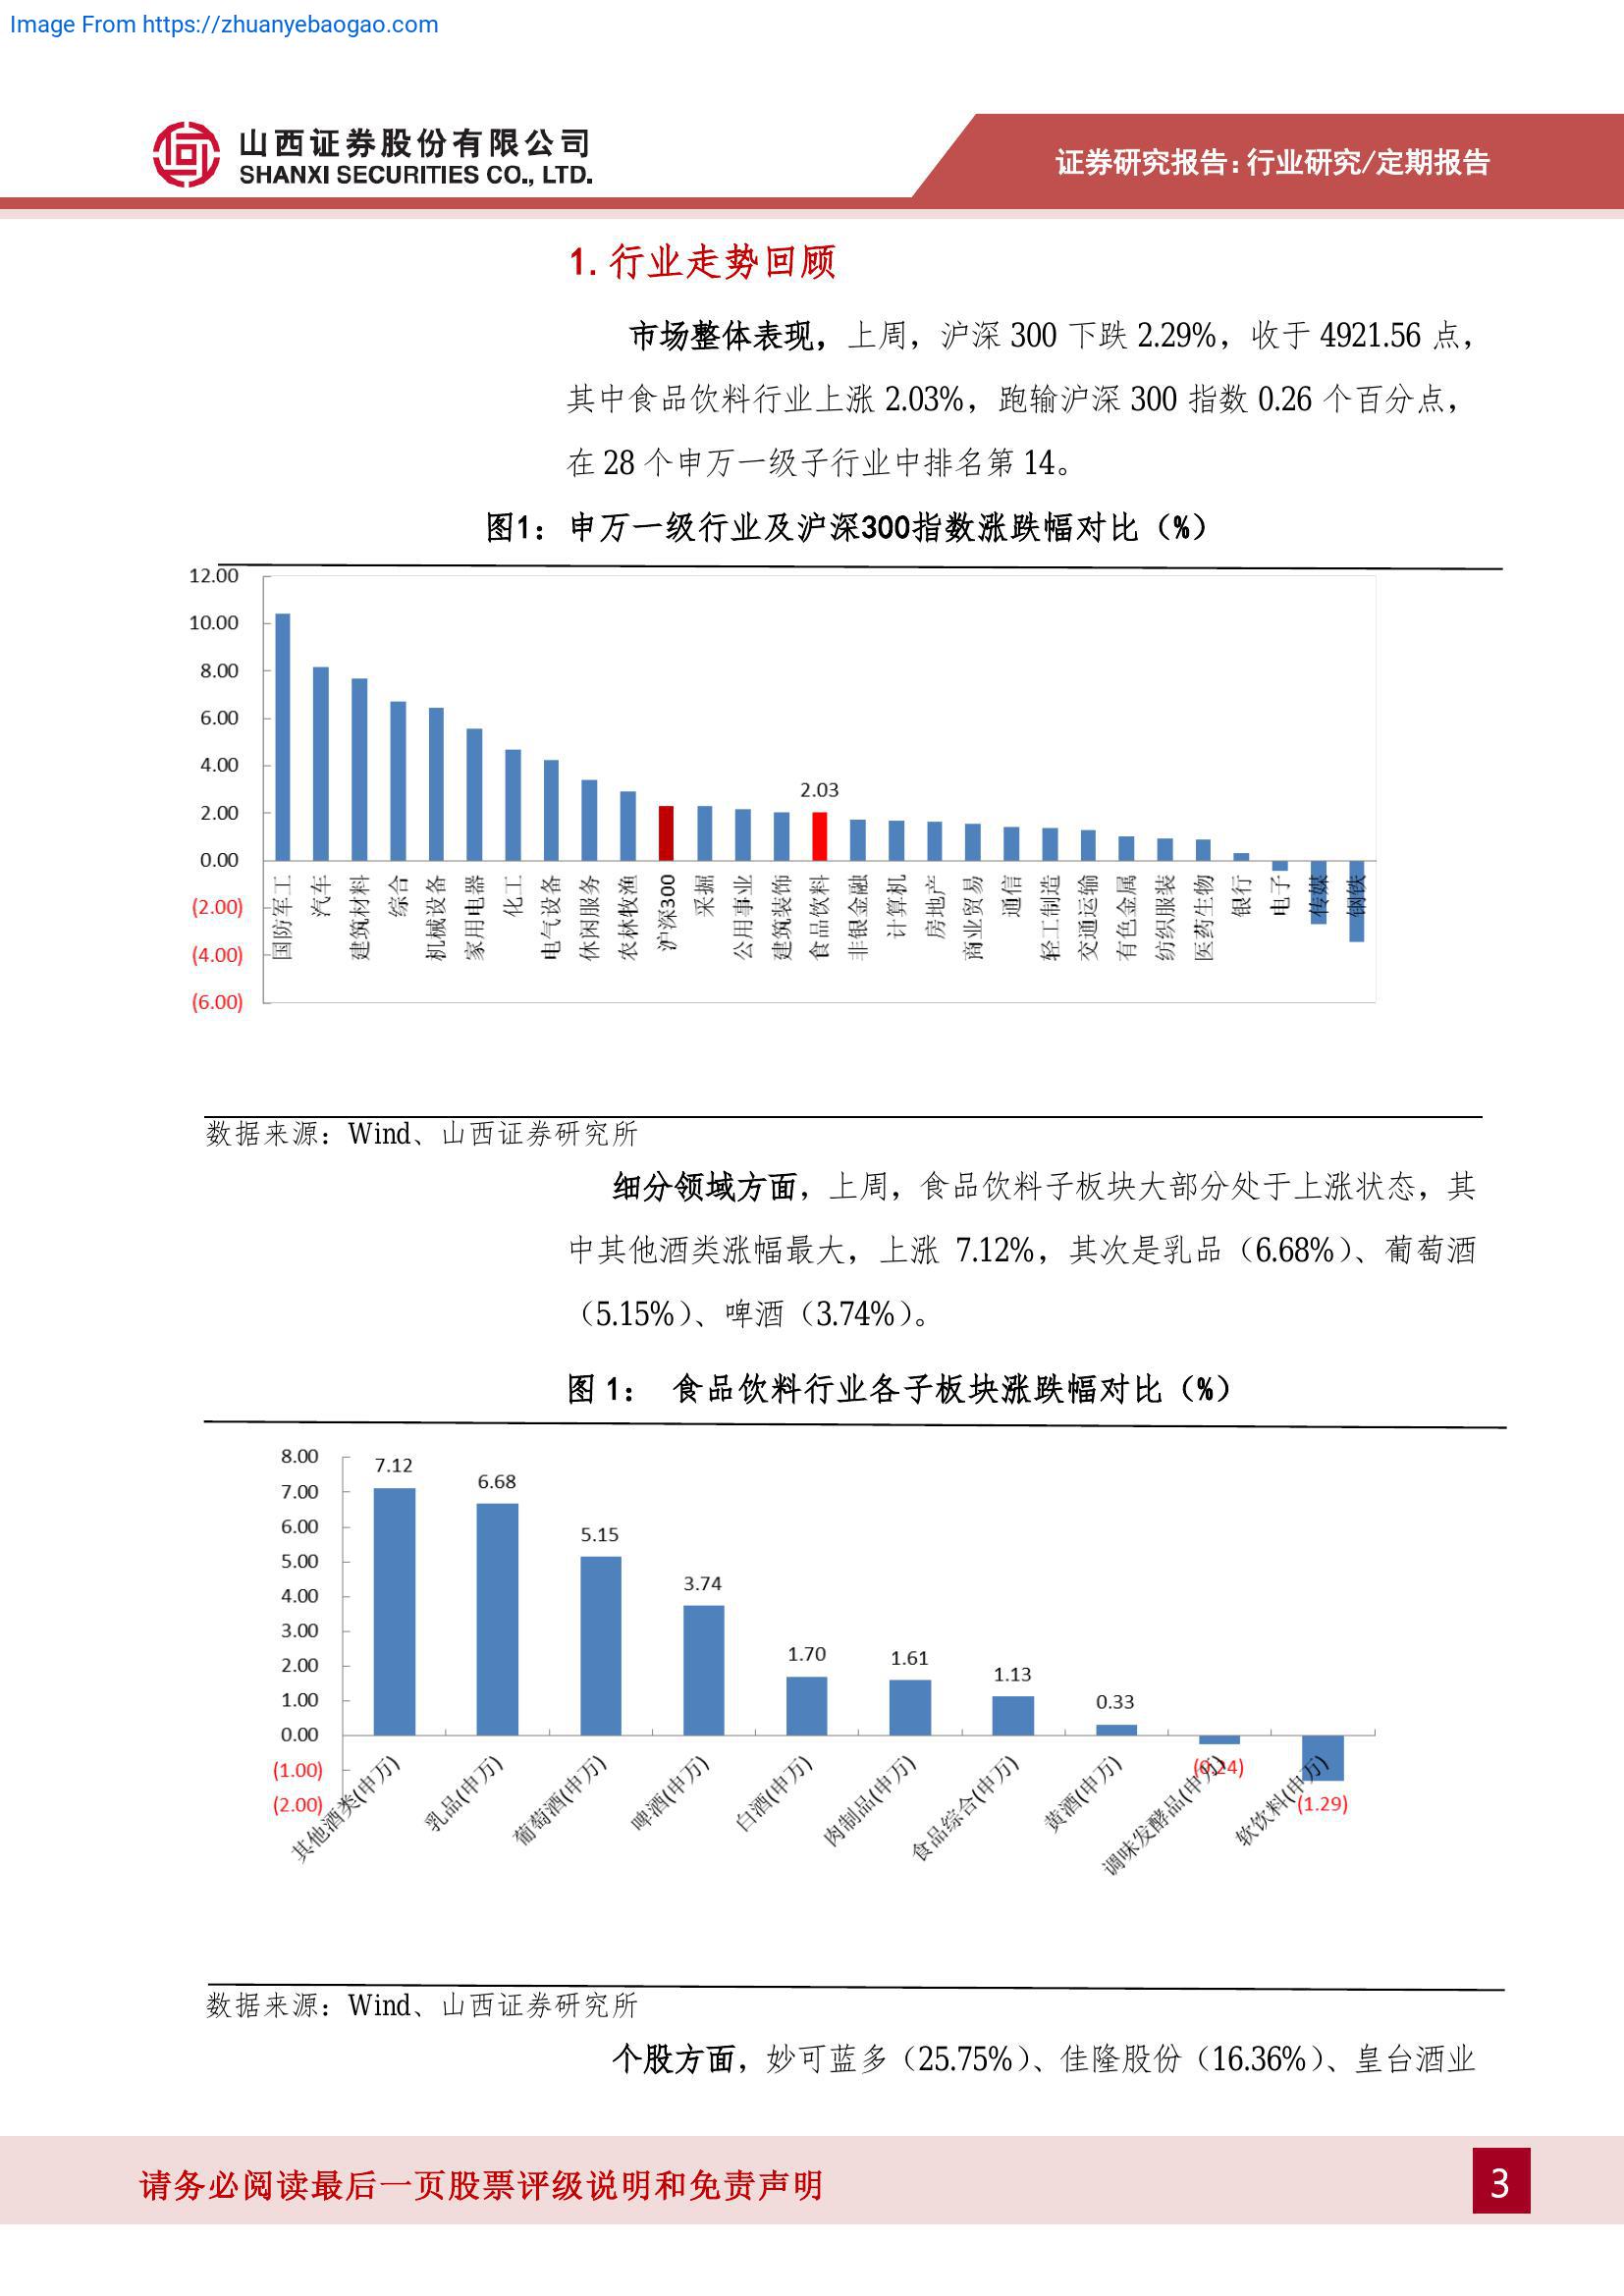 Image From https://zhuanyebaogao.com
山西证券股份有限公司
SHANXI SECURITIES CO., LTD.
证券研究报告：行业研究/定期报告
1. 行业走势回顾
市场整体表现，上周，沪深 300 下跌 2.29%，收于 4921.56 点，
其中食品饮料行业上涨 2.03%，跑输沪深 300 指数 0.26 个百分点，
在 28 个申万一级子行业中排名第 14。
图1：申万一级行业及沪深300指数涨跌幅对比（%）
12.00
10.00
8.00
6.00
4.00
2.00
0.00
(2.00)
(4.00)
(6.00)
2.03
国防军工
汽车
建筑材料
综合
机械设备
家用电器
化工
电气设备
休闲服务
农林牧渔
沪深300
采掘
公用事业
建筑装饰
食品饮料
非银金融
计算机
房地产
商业贸易
通信
轻工制造
交通运输
有色金属
纺织服装
医药生物
银行
电子
传媒
钢铁
数据来源：Wind、山西证券研究所
细分领域方面，上周，食品饮料子板块大部分处于上涨状态，其
中其他酒类涨幅最大，上涨 7.12%，其次是乳品（6.68%）、葡萄酒
（5.15%）、啤酒（3.74%）。
图 1： 食品饮料行业各子板块涨跌幅对比（%）
8.00
7.00
6.00
5.00
4.00
3.00
2.00
1.00
0.00
(1.00)
(2.00)
7.12
6.68
5.15
3.74
1.70
1.61
1.13
0.33
(0.24)
(1.29)
其他酒类(申万)
乳品(申万)
葡萄酒(申万)
啤酒(申万)
白酒(申万)
肉制品(申万)
食品综合(申万)
黄酒(申万)
调味发酵品(申万)
软饮料(申万)
数据来源：Wind、山西证券研究所
个股方面，妙可蓝多（25.75%）、佳隆股份（16.36%）、皇台酒业
请务必阅读最后一页股票评级说明和免责声明
3